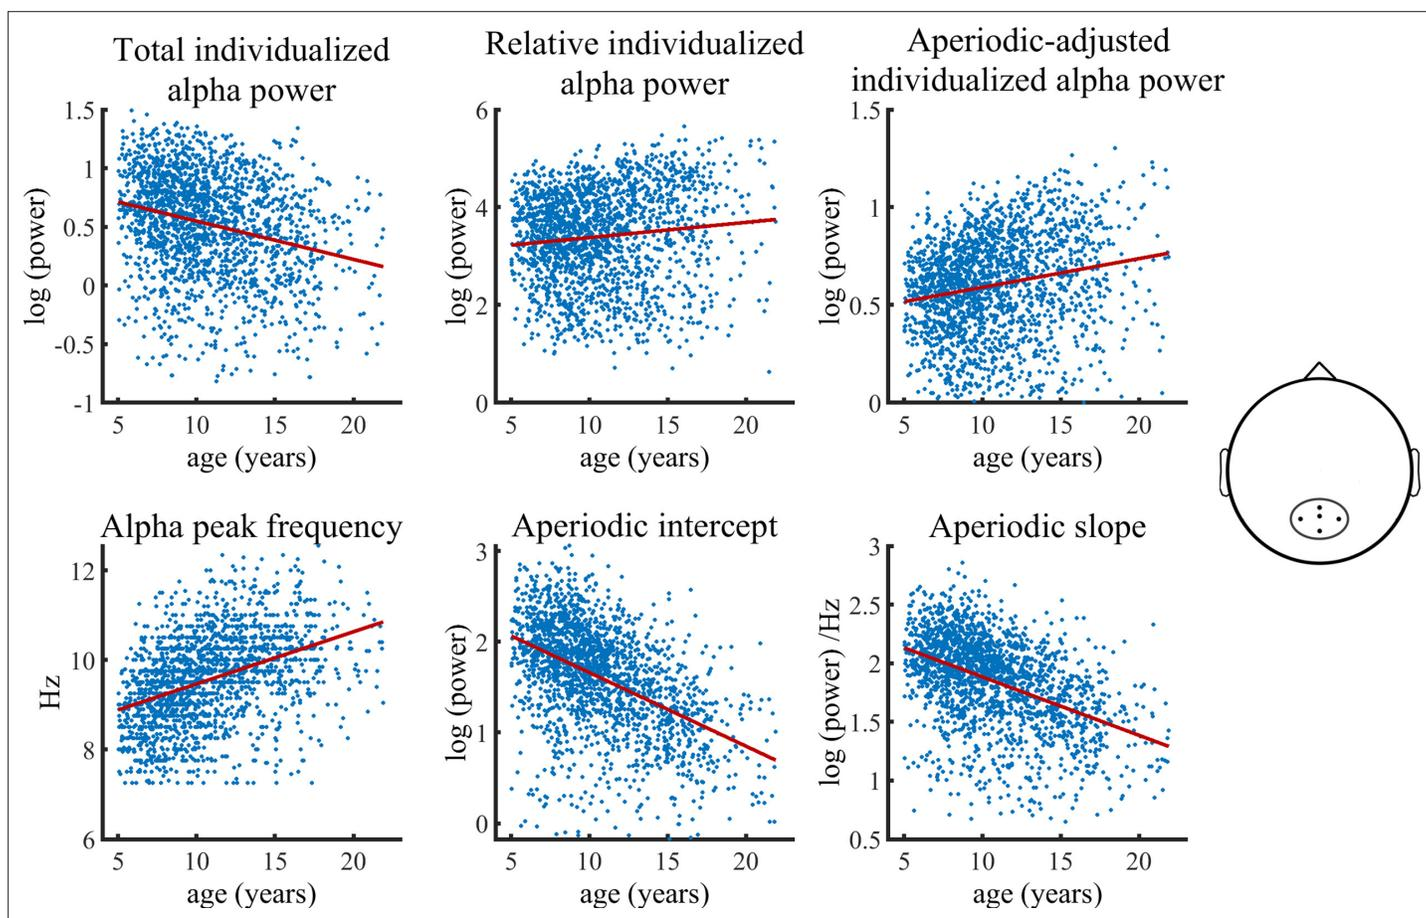 Total individualized
alpha power
1.5
1
0.5
0
-0.5
-1
log (power)
5 10 15 20
age (years)
Relative individualized
alpha power
6
4
2
0
log (power)
5 10 15 20
age (years)
Aperiodic-adjusted
individualized alpha power
1.5
1
0.5
0
log (power)
5 10 15 20
age (years)
Alpha peak frequency
12
10
8
6
Hz
5 10 15 20
age (years)
Aperiodic intercept
3
2
1
0
log (power)
5 10 15 20
age (years)
Aperiodic slope
3
2.5
2
1.5
1
0.5
log (power) /Hz
5 10 15 20
age (years)